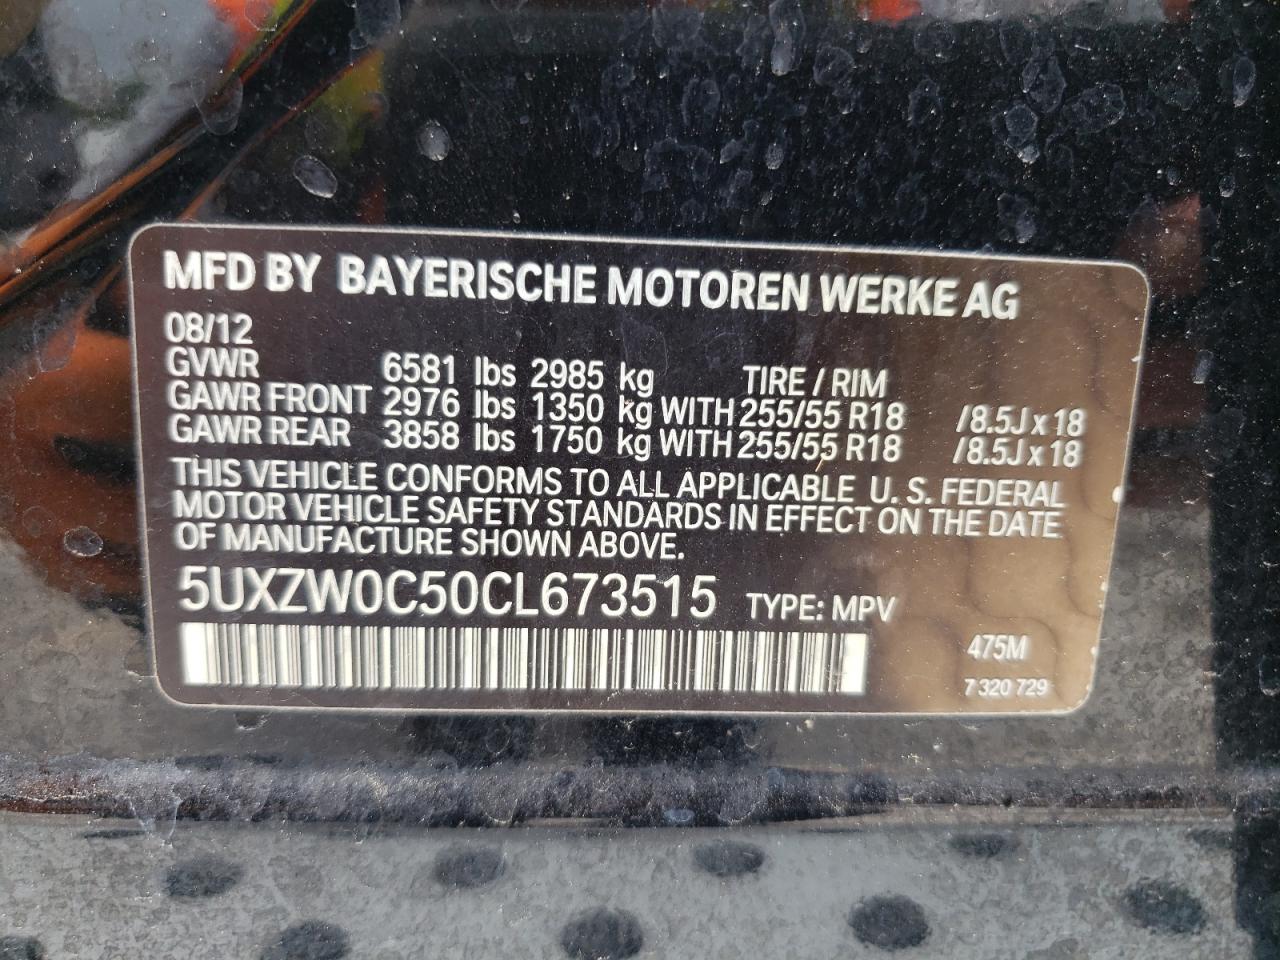 MFD BY BAYERISCHE MOTOREN WERKE AG
08/12
GVWR 6581 lbs 2985 kg TIRE / RIM
GAWR FRONT 2976 lbs 1350 kg WITH 255/55 R18 /8.5J x 18
GAWR REAR 3858 lbs 1750 kg WITH 255/55 R18 /8.5J x 18
THIS VEHICLE CONFORMS TO ALL APPLICABLE U. S. FEDERAL
MOTOR VEHICLE SAFETY STANDARDS IN EFFECT ON THE DATE
OF MANUFACTURE SHOWN ABOVE.
5UXZW0C50CL673515 TYPE: MPV
475M
7 320 729